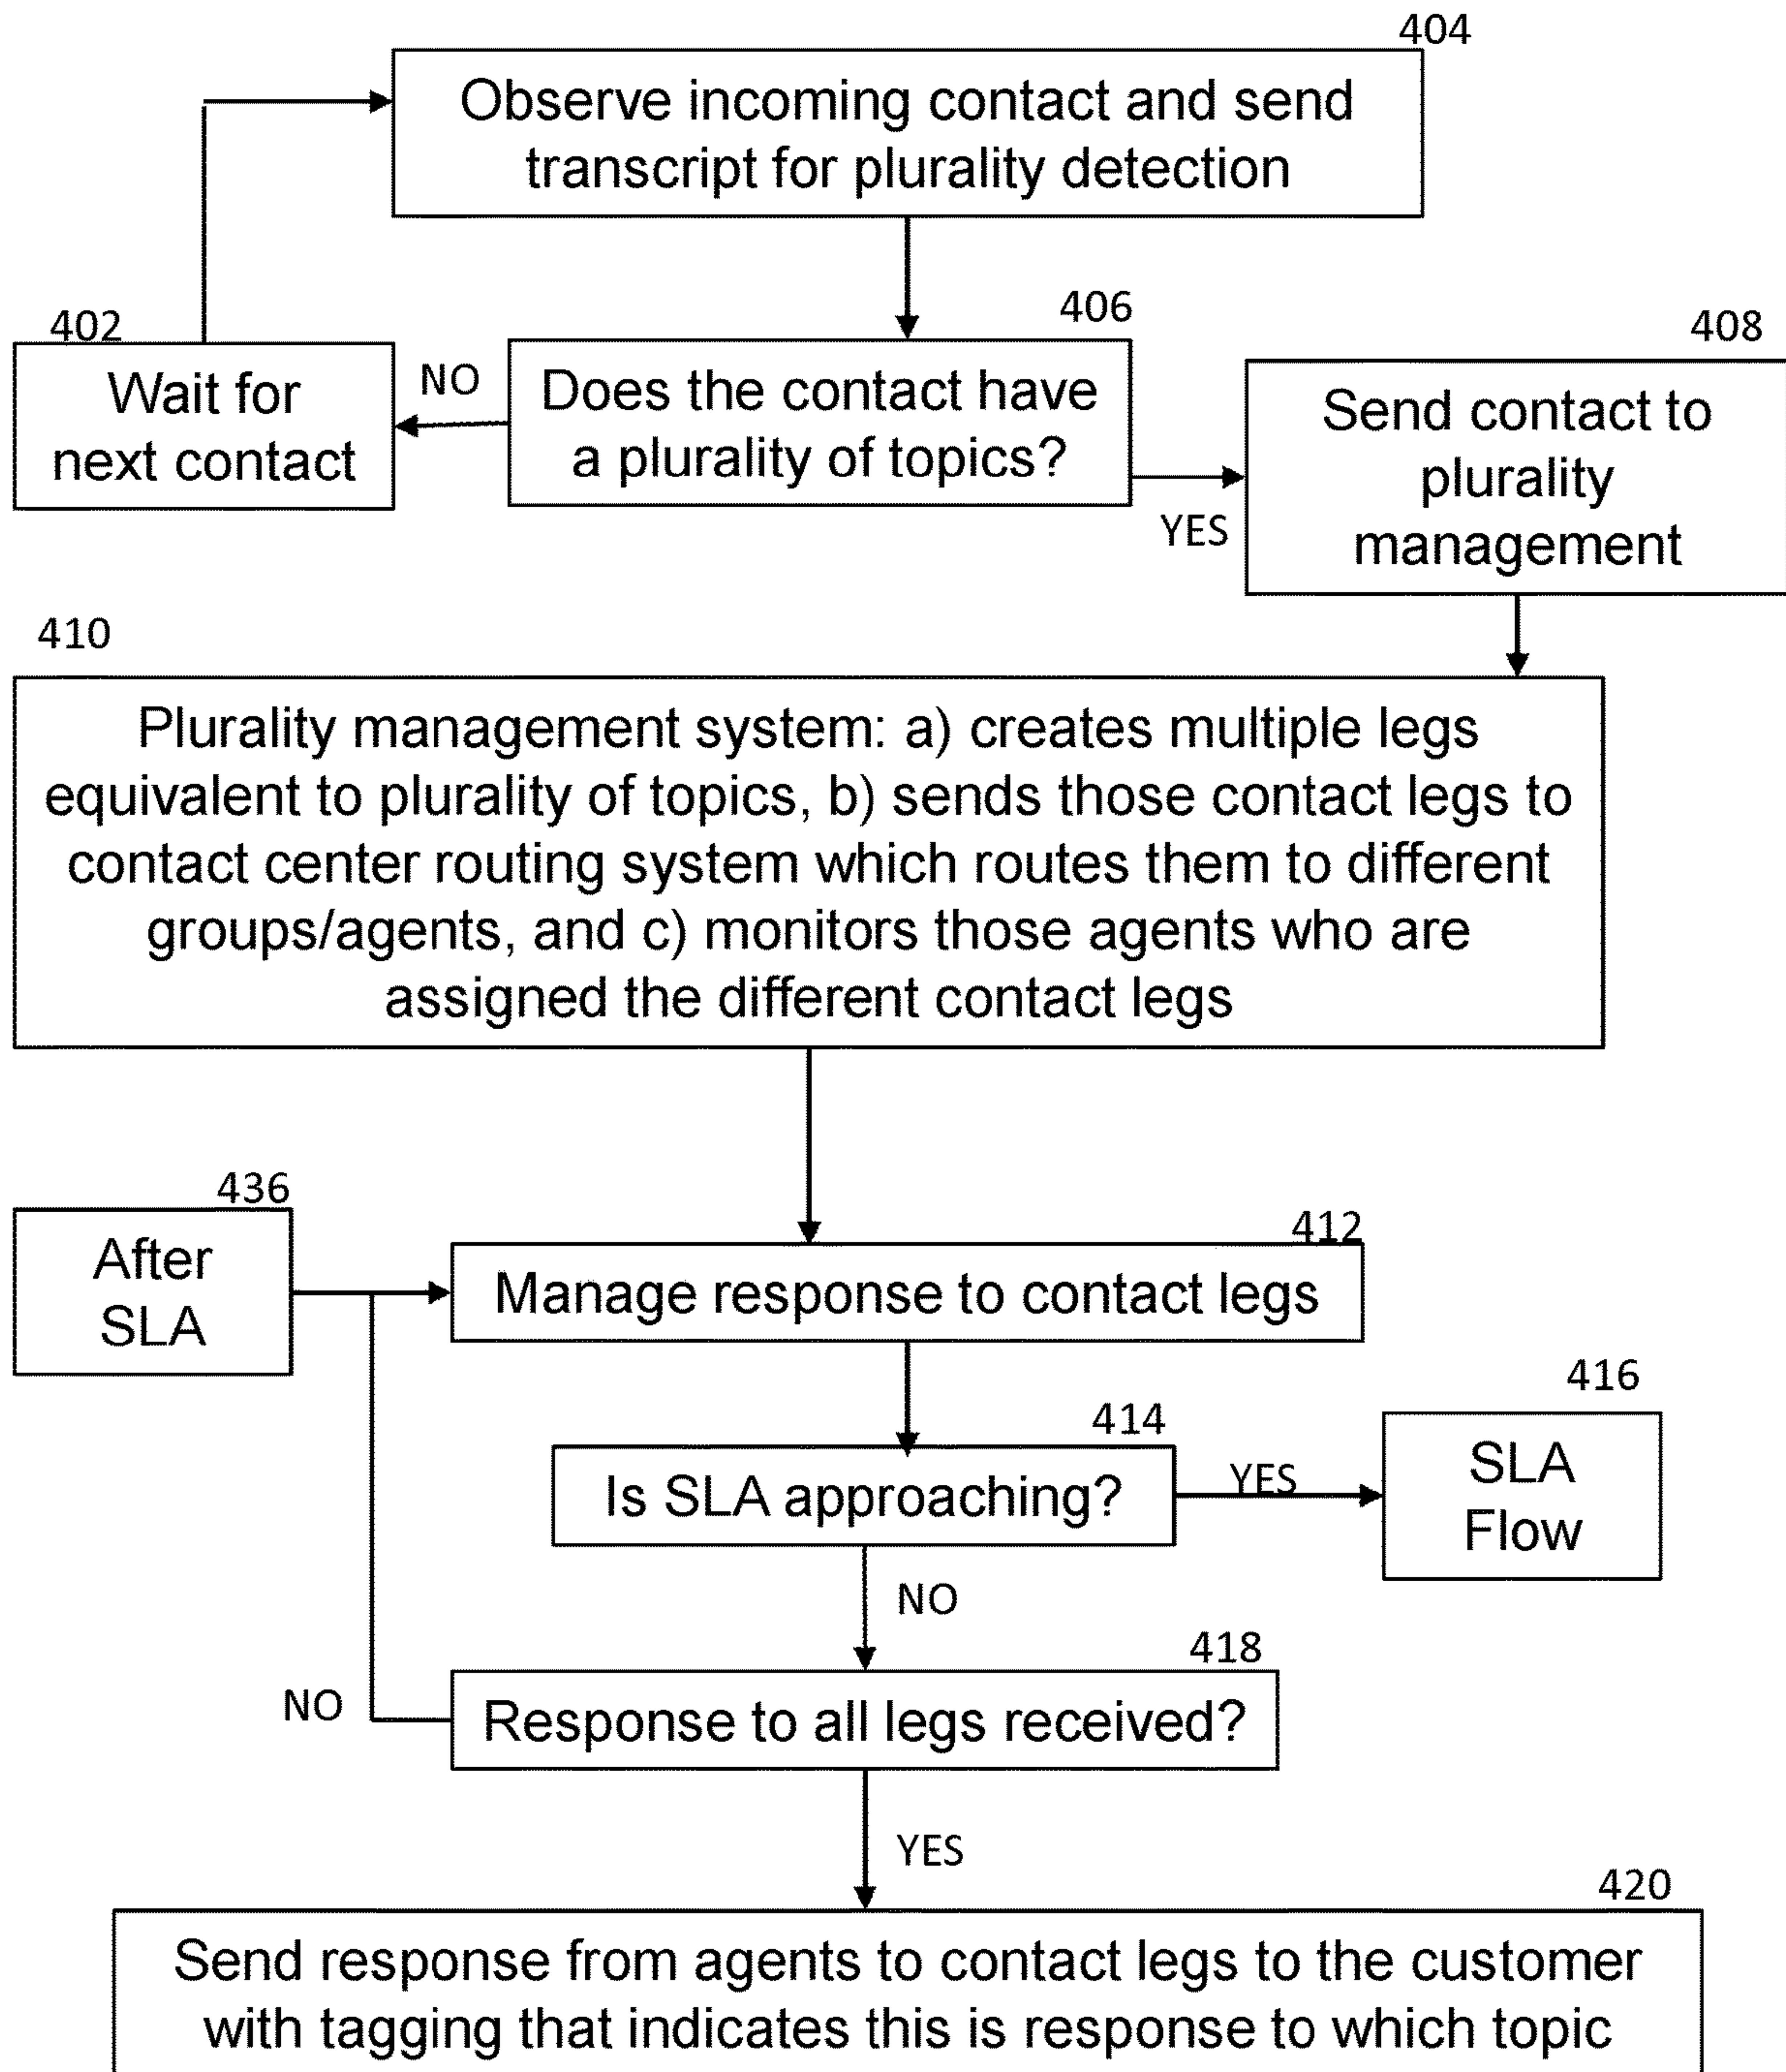 404
Observe incoming contact and send
transcript for plurality detection
402
Wait for
next contact
NO
406
Does the contact have
a plurality of topics?
YES
408
Send contact to
plurality
management
410
Plurality management system: a) creates multiple legs
equivalent to plurality of topics, b) sends those contact legs to
contact center routing system which routes them to different
groups/agents, and c) monitors those agents who are
assigned the different contact legs
436
After
SLA
412
Manage response to contact legs
414
Is SLA approaching?
YES
416
SLA
Flow
NO
418
Response to all legs received?
NO
YES
420
Send response from agents to contact legs to the customer
with tagging that indicates this is response to which topic